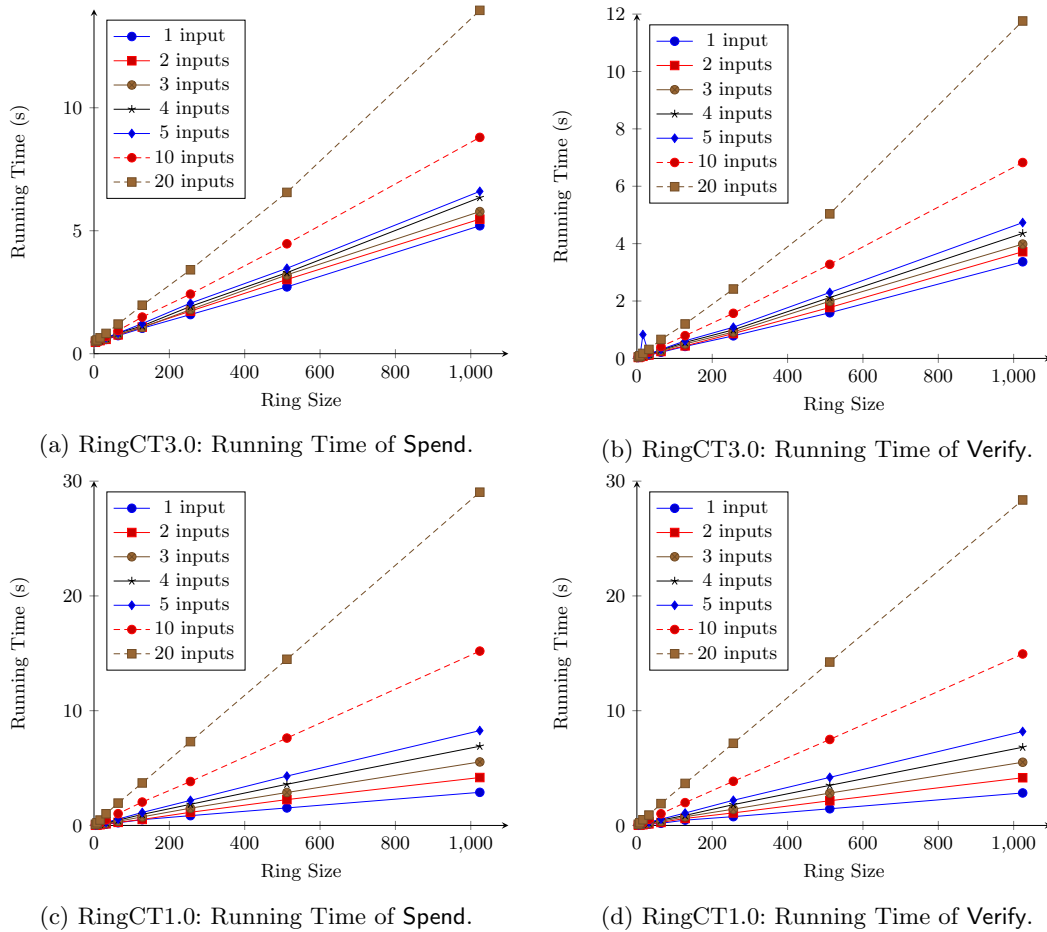 10
5
0
0
200
400
600
800
1,000
Running Time (s)
Ring Size
1 input
2 inputs
3 inputs
4 inputs
5 inputs
10 inputs
20 inputs
(a) RingCT3.0: Running Time of Spend.
12
10
8
6
4
2
0
0
200
400
600
800
1,000
Running Time (s)
Ring Size
1 input
2 inputs
3 inputs
4 inputs
5 inputs
10 inputs
20 inputs
(b) RingCT3.0: Running Time of Verify.
30
20
10
0
0
200
400
600
800
1,000
Running Time (s)
Ring Size
1 input
2 inputs
3 inputs
4 inputs
5 inputs
10 inputs
20 inputs
(c) RingCT1.0: Running Time of Spend.
30
20
10
0
0
200
400
600
800
1,000
Running Time (s)
Ring Size
1 input
2 inputs
3 inputs
4 inputs
5 inputs
10 inputs
20 inputs
(d) RingCT1.0: Running Time of Verify.